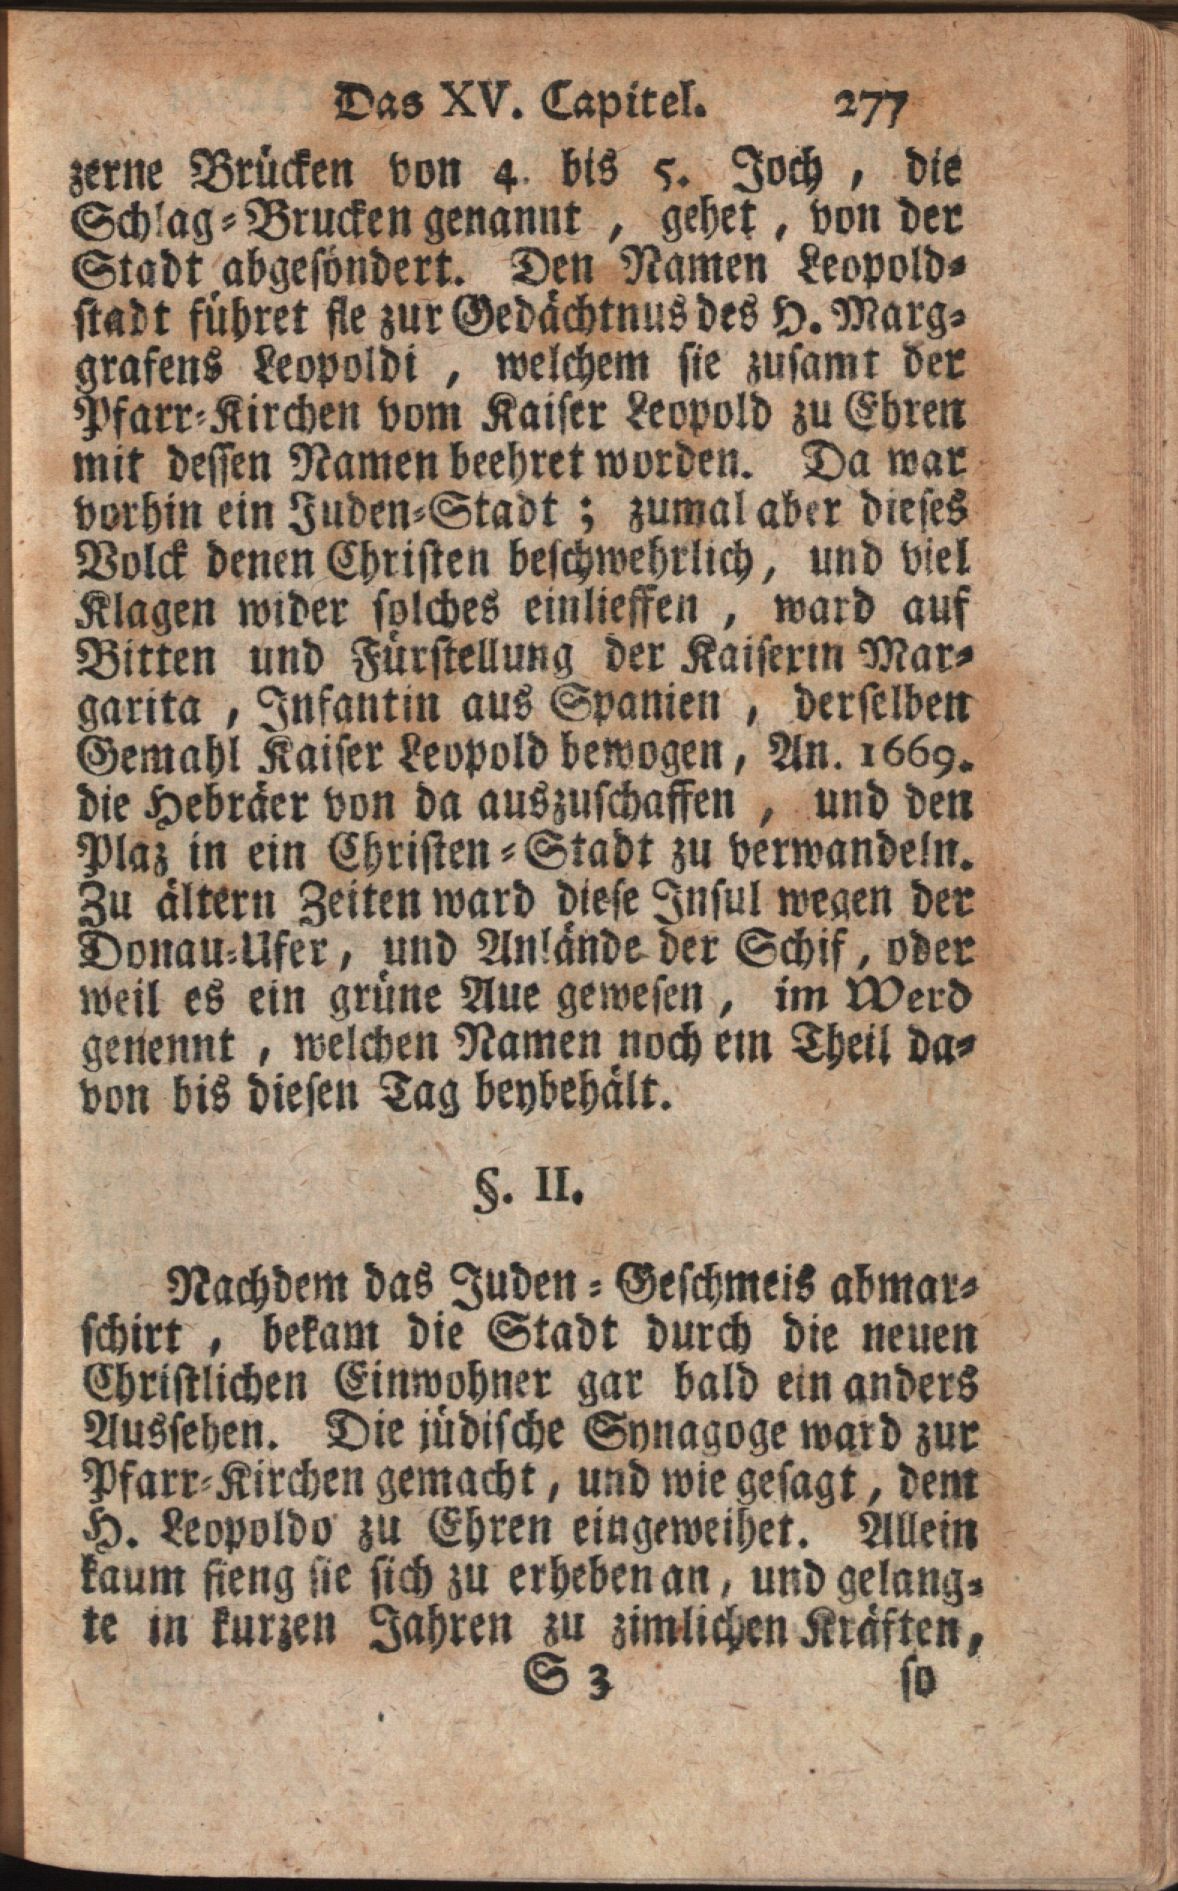 Das XV. Capitel. 277
zerne Brücken von 4. bis 5. Joch, die
Schlag-Brucken genannt, gehet, von der
Stadt abgesöndert. Den Namen Leopold-
stadt führet sie zur Gedächtnus des H. Marg-
grafens Leopoldi, welchem sie zusamt der
Pfarr-Kirchen vom Kaiser Leopold zu Ehren
mit dessen Namen beehret worden. Da war
vorhin ein Juden-Stadt; zumal aber dieses
Volck denen Christen beschwehrlich, und viel
Klagen wider solches einlieffen, ward auf
Bitten und Fürstellung der Kaiserin Mar-
garita, Infantin aus Spanien, derselben
Gemahl Kaiser Leopold bewogen, An. 1669.
die Hebräer von da auszuschaffen, und den
Plaz in ein Christen-Stadt zu verwandeln.
Zu ältern Zeiten ward diese Insul wegen der
Donau-Ufer, und Anlände der Schif, oder
weil es ein grüne Aue gewesen, im Werd
genennt, welchen Namen noch ein Theil da-
von bis diesen Tag beybehält.
§. II.
Nachdem das Juden-Geschmeis abmar-
schirt, bekam die Stadt durch die neuen
Christlichen Einwohner gar bald ein anders
Aussehen. Die jüdische Synagoge ward zur
Pfarr-Kirchen gemacht, und wie gesagt, dem
H. Leopoldo zu Ehren eingeweihet. Allein
kaum fieng sie sich zu erheben an, und gelang-
te in kurzen Jahren zu zimlichen Kräften,
S 3 so